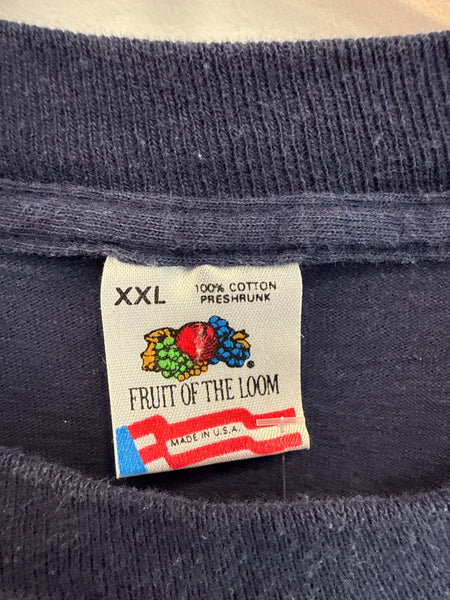 XXL
100% COTTON
PRESHRUNK
®
FRUIT OF THE LOOM
MADE IN U.S.A.